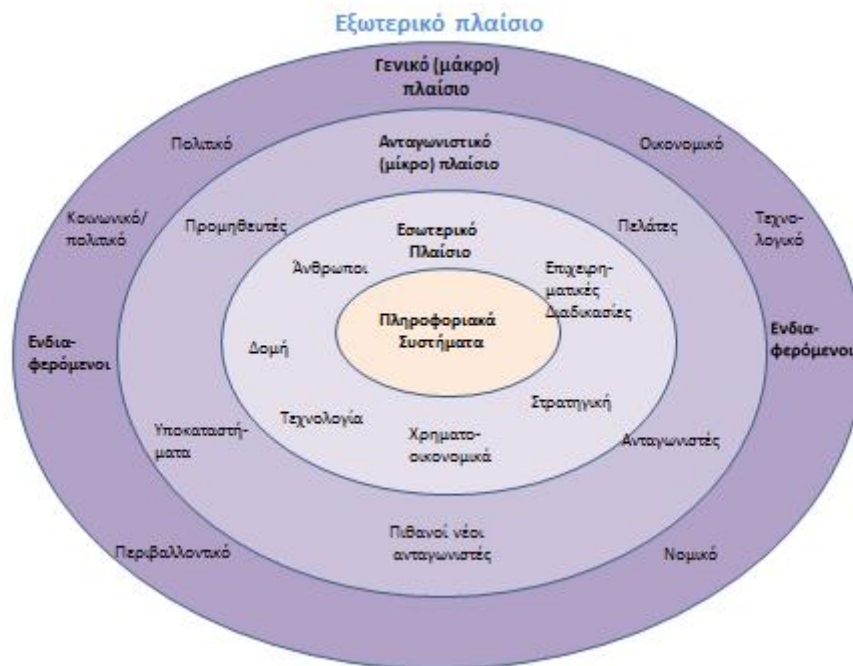 Εξωτερικό πλαίσιο
Γενικό (μάκρο)
πλαίσιο
Πολιτικό
Οικονομικό
Ανταγωνιστικό
(μίκρο) πλαίσιο
Κοινωνικό/
πολιτικό
Προμηθευτές
Πελάτες
Τεχνο-
λογικό
Εσωτερικό
Πλαίσιο
Άνθρωποι
Επιχειρη-
ματικές
Διαδικασίες
Πληροφοριακά
Συστήματα
Ενδια-
φερόμενοι
Δομή
Ενδια-
φερόμενοι
Στρατηγική
Τεχνολογία
Χρηματο-
οικονομικά
Υποκαταστή-
ματα
Ανταγωνιστές
Πιθανοί νέοι
ανταγωνιστές
Περιβαλλοντικό
Νομικό